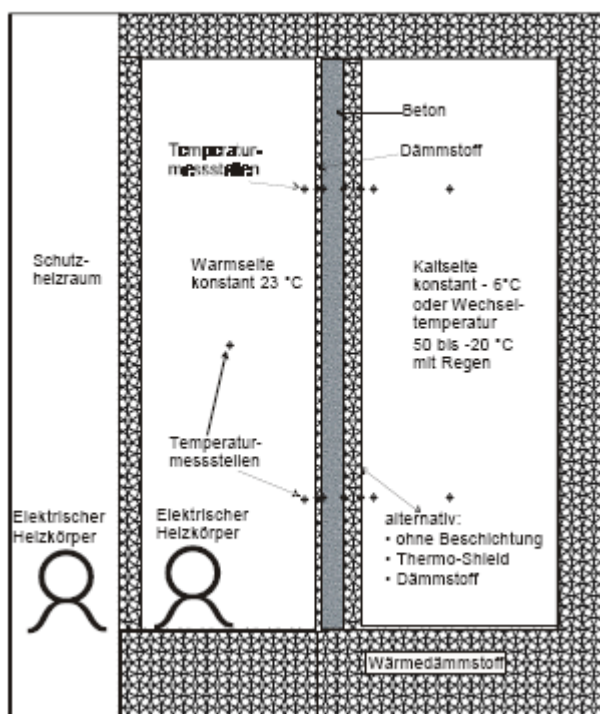 Beton
Temperatur-
messstellen
Dämmstoff
Schutz-
heizraum
Warmseite
konstant 23 °C
Kaltseite
konstant - 6°C
oder Wechsel-
temperatur
50 bis -20 °C
mit Regen
Temperatur-
messstellen
Elektrischer
Heizkörper
Elektrischer
Heizkörper
alternativ:
• ohne Beschichtung
• Thermo-Shield
• Dämmstoff
Wärmedämmstoff